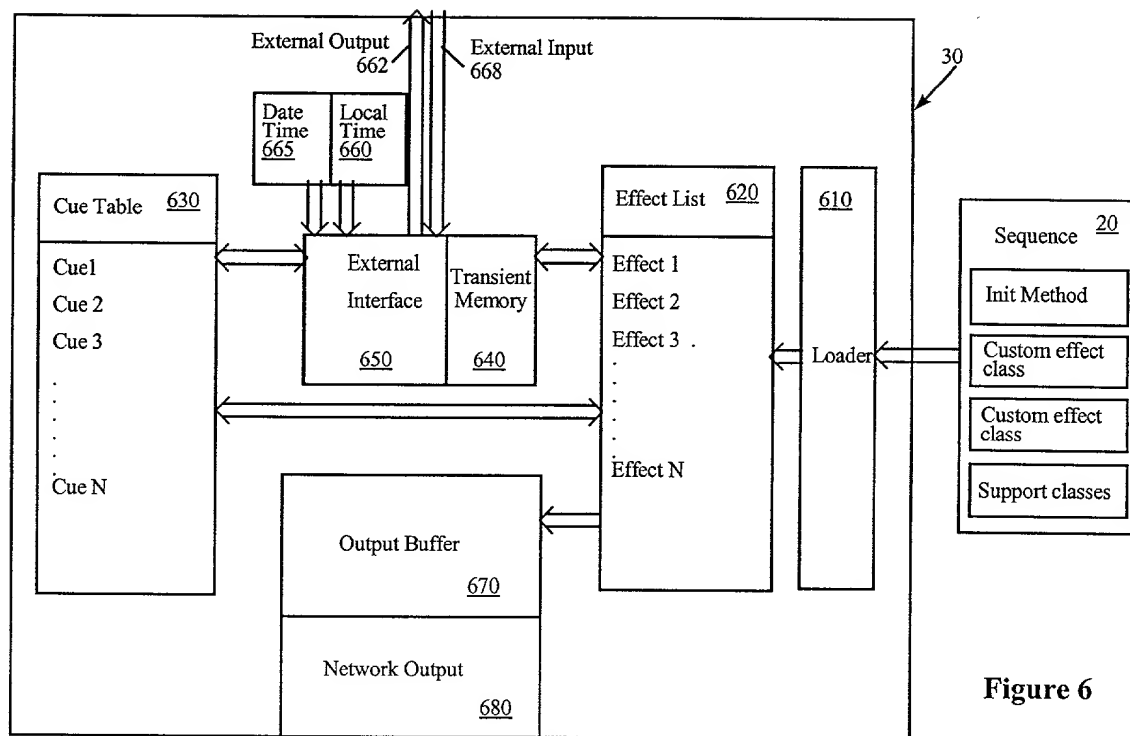 External Output
662
External Input
668
30
Date
Time
665
Local
Time
660
Cue Table 630
Cue1
Cue 2
Cue 3
.
.
.
.
.
.
Cue N
External
Interface
650
Transient
Memory
640
Effect List 620
Effect 1
Effect 2
Effect 3 .
.
.
.
.
.
.
Effect N
610
Loader
20
Sequence
Init Method
Custom effect
class
Custom effect
class
Support classes
Output Buffer
670
Network Output
680
Figure 6